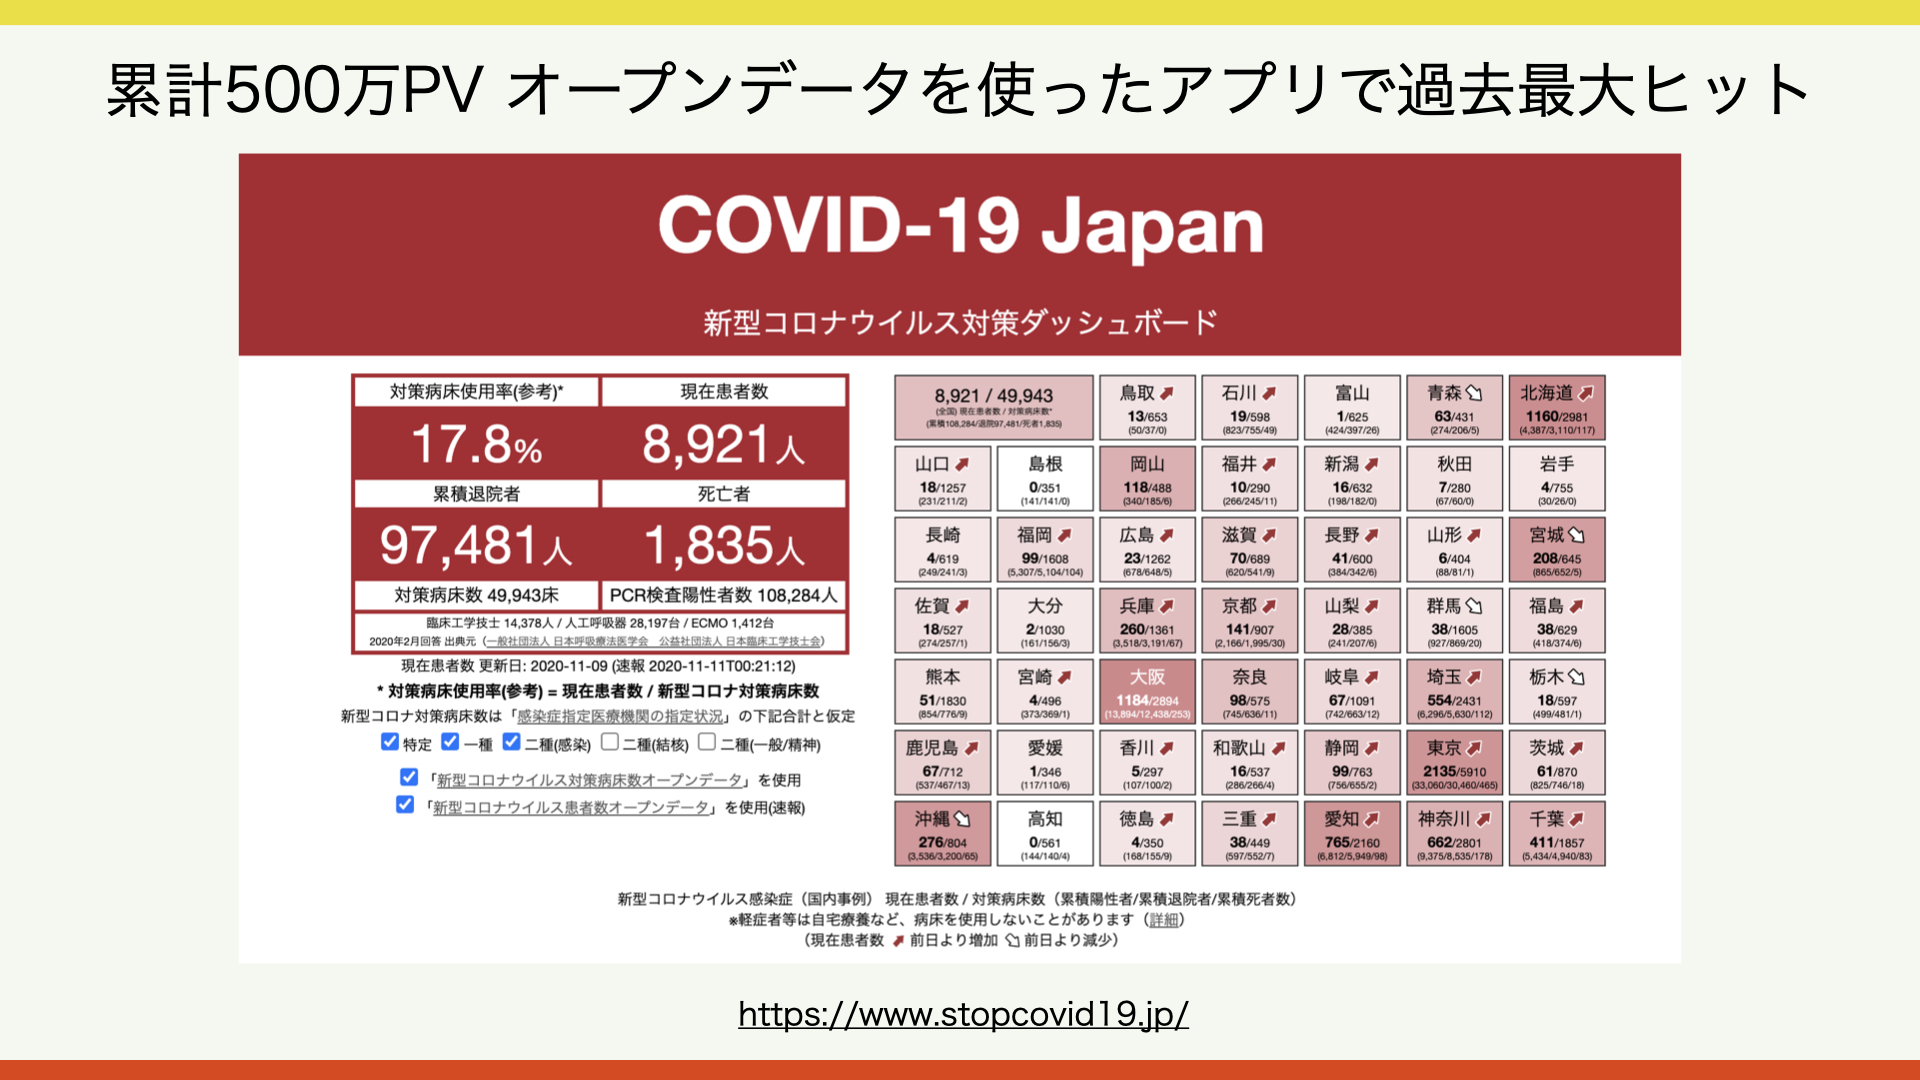 累計500万PV オープンデータを使ったアプリで過去最大ヒット
COVID-19 Japan
新型コロナウイルス対策ダッシュボード
対策病床使用率(参考)* 現在患者数
17.8% 8,921人
累積退院者 死亡者
97,481人 1,835人
対策病床数 49,943床 PCR検査陽性者数 108,284人
臨床工学技士 14,378人 / 人工呼吸器 28,197台 / ECMO 1,412台
2020年2月回答 出典元（一般社団法人 日本呼吸療法医学会 公益社団法人 日本臨床工学技士会）
現在患者数 更新日: 2020-11-09 (速報 2020-11-11T00:21:12)
* 対策病床使用率(参考) = 現在患者数 / 新型コロナ対策病床数
新型コロナ対策病床数は「感染症指定医療機関の指定状況」の下記合計と仮定
特定 一種 二種(感染) 二種(結核) 二種(一般/精神)
「新型コロナウイルス対策病床数オープンデータ」を使用
「新型コロナウイルス患者数オープンデータ」を使用(速報)
8,921 / 49,943
(全国) 現在患者数 / 対策病床数*
(累積108,284/退院97,481/死者1,835)
鳥取 石川 富山 青森 北海道
13/653 19/598 1/625 63/431 1160/2981
(50/37/0) (823/755/49) (424/397/26) (274/206/5) (4,387/3,110/117)
山口 島根 岡山 福井 新潟 秋田 岩手
18/1257 0/351 118/488 10/290 16/632 7/280 4/755
(231/211/2) (141/141/0) (340/185/6) (266/245/11) (198/182/0) (67/60/0) (30/26/0)
長崎 福岡 広島 滋賀 長野 山形 宮城
4/619 99/1608 23/1262 70/689 41/600 6/404 208/645
(249/241/3) (5,307/5,104/104) (678/648/5) (620/541/9) (384/342/6) (88/81/1) (865/652/5)
佐賀 大分 兵庫 京都 山梨 群馬 福島
18/527 2/1030 260/1361 141/907 28/385 38/1605 38/629
(274/257/1) (161/156/3) (3,518/3,191/67) (2,166/1,995/30) (241/207/6) (927/869/20) (418/374/6)
熊本 宮崎 大阪 奈良 岐阜 埼玉 栃木
51/1830 4/496 1184/2894 98/575 67/1091 554/2431 18/597
(854/776/9) (373/369/1) (13,894/12,438/253) (745/636/11) (742/663/12) (6,296/5,630/112) (499/481/1)
鹿児島 愛媛 香川 和歌山 静岡 東京 茨城
67/712 1/346 5/297 16/537 99/763 2135/5910 61/870
(537/467/13) (117/110/6) (107/100/2) (286/266/4) (756/655/2) (33,060/30,460/465) (825/746/18)
沖縄 高知 徳島 三重 愛知 神奈川 千葉
276/804 0/561 4/350 38/449 765/2160 662/2801 411/1857
(3,536/3,200/65) (144/140/4) (168/155/9) (597/552/7) (6,812/5,949/98) (9,375/8,535/178) (5,434/4,940/83)
新型コロナウイルス感染症（国内事例） 現在患者数 / 対策病床数（累積陽性者/累積退院者/累積死者数）
※軽症者等は自宅療養など、病床を使用しないことがあります（詳細）
（現在患者数 前日より増加 前日より減少）
https://www.stopcovid19.jp/